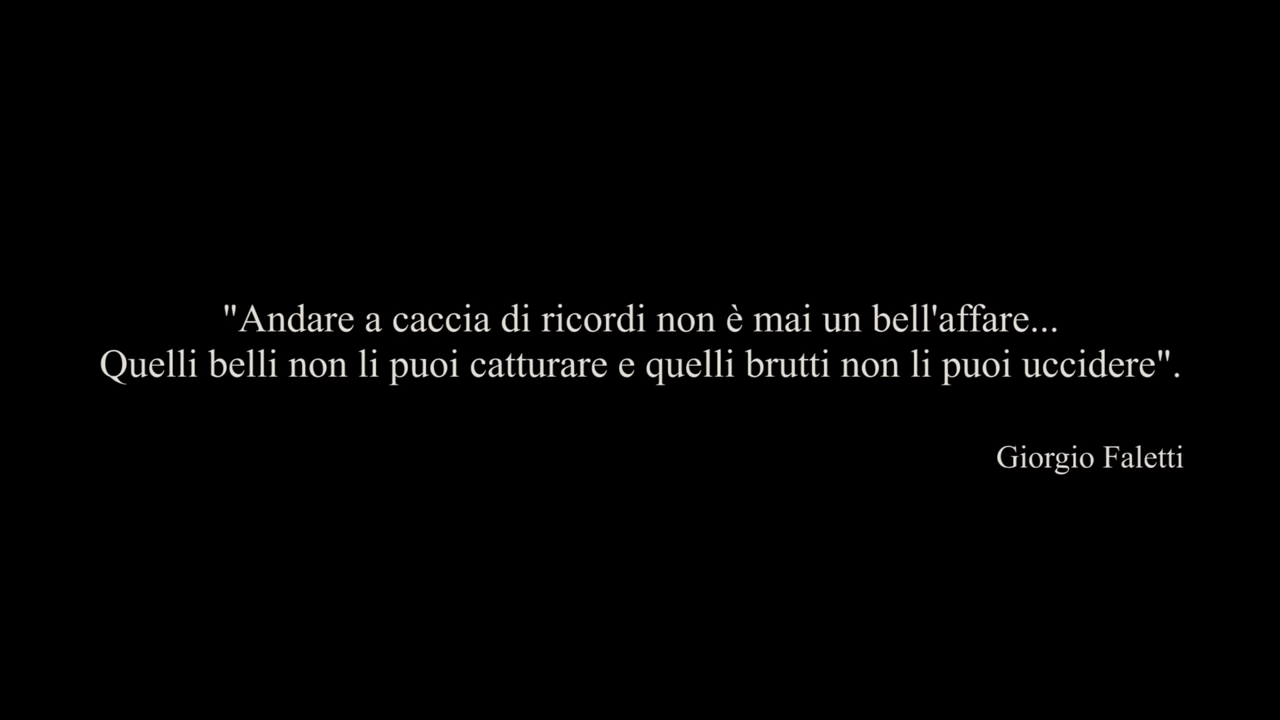 "Andare a caccia di ricordi non è mai un bell'affare...
Quelli belli non li puoi catturare e quelli brutti non li puoi uccidere".
Giorgio Faletti